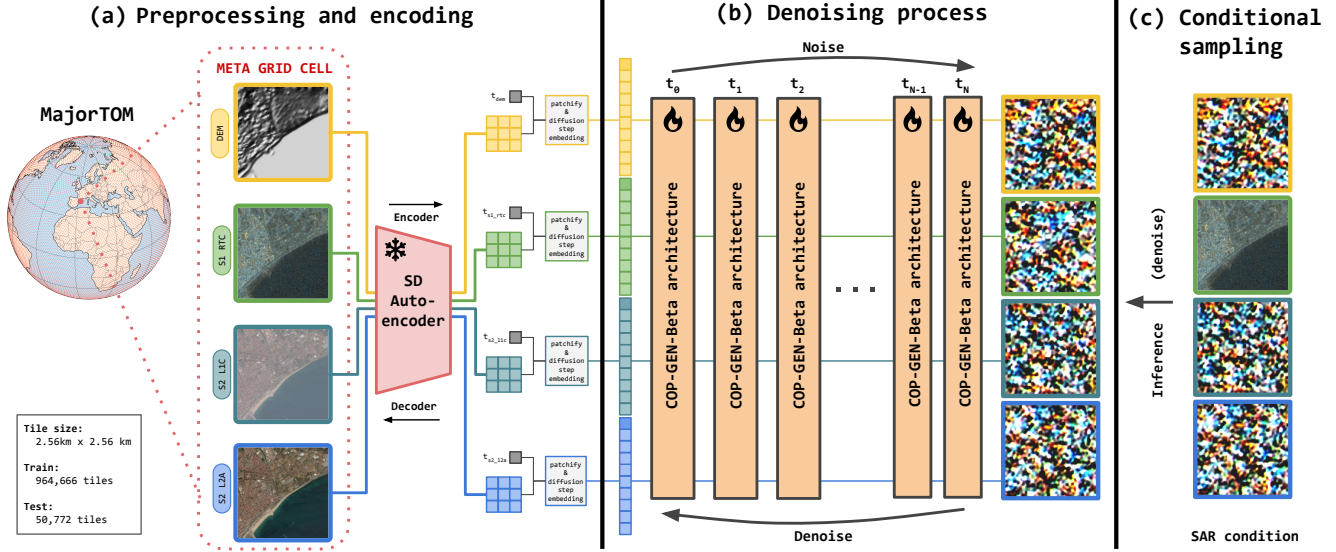 (a) Preprocessing and encoding
META GRID CELL
MajorTOM
DEM
S1 RTC
S2 L1C
S2 L2A
Tile size:
2.56km x 2.56 km
Train:
964,666 tiles
Test:
50,772 tiles
Encoder
SD
Auto-
encoder
Decoder
t_dem
patchify
&
diffusion
step
embedding
t_s1_rtc
patchify
&
diffusion
step
embedding
t_s2_l1c
patchify
&
diffusion
step
embedding
t_s2_l2a
patchify
&
diffusion
step
embedding
(b) Denoising process
Noise
t_0
t_1
t_2
t_N-1
t_N
COP-GEN-Beta architecture
COP-GEN-Beta architecture
COP-GEN-Beta architecture
...
COP-GEN-Beta architecture
COP-GEN-Beta architecture
Denoise
(c) Conditional
sampling
Inference (denoise)
SAR condition